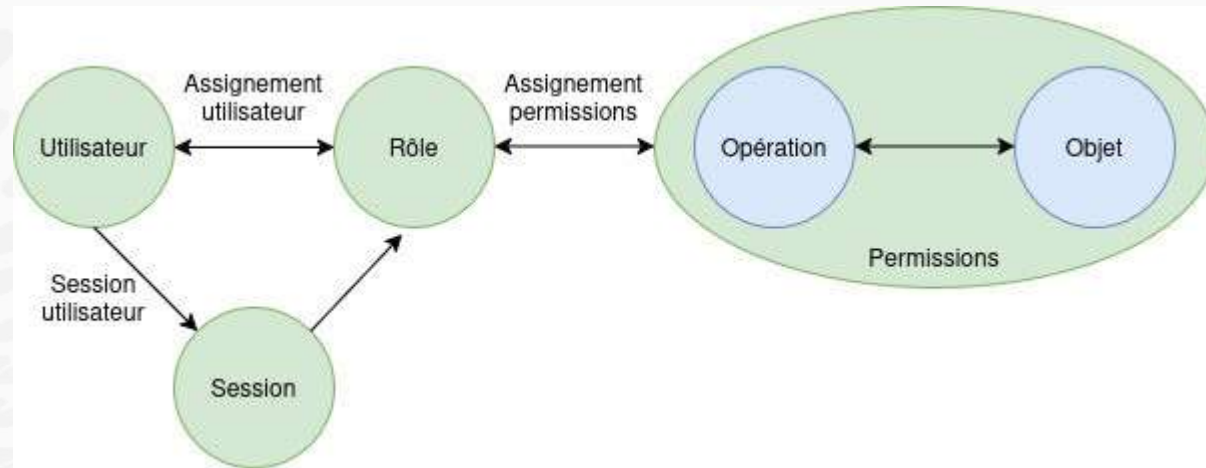 Assignement
utilisateur
Assignement
permissions
Utilisateur
Rôle
Opération
Objet
Permissions
Session
utilisateur
Session